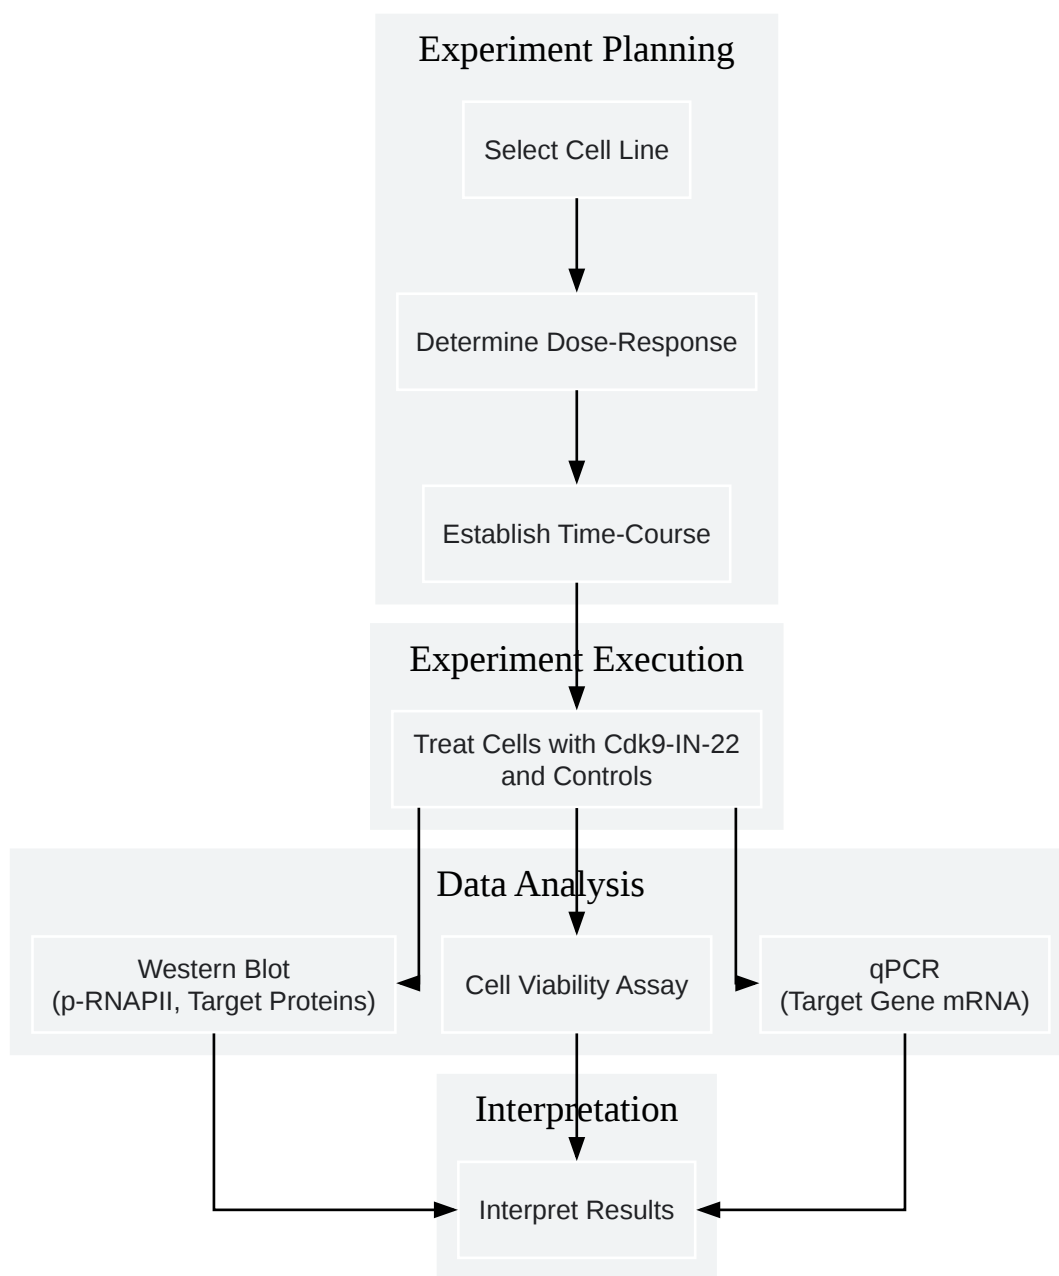 Experiment Planning
Select Cell Line
Determine Dose-Response
Establish Time-Course
Experiment Execution
Treat Cells with Cdk9-IN-22
and Controls
Data Analysis
Western Blot
(p-RNAPII, Target Proteins)
Cell Viability Assay
qPCR
(Target Gene mRNA)
Interpretation
Interpret Results